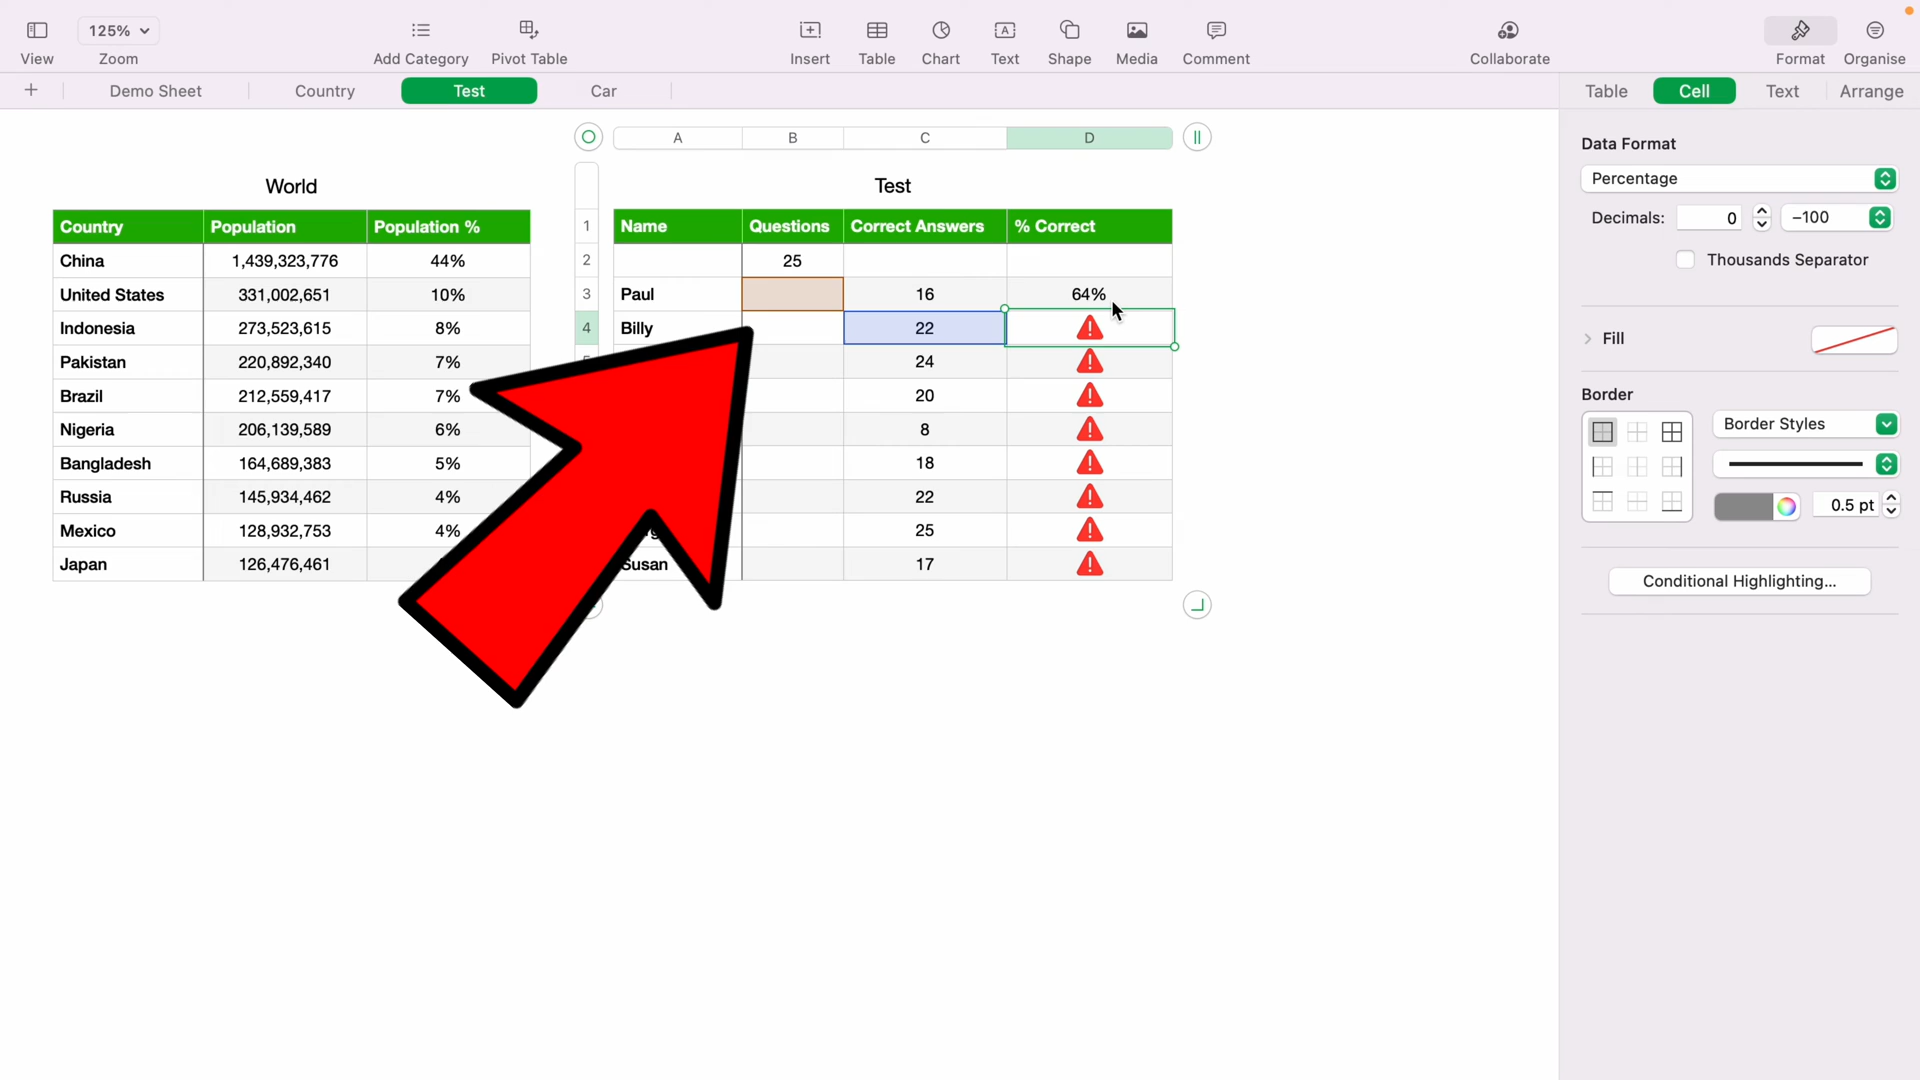 View
125%
Zoom
Add Category
Pivot Table
Insert
Table
Chart
Text
Shape
Media
Comment
Collaborate
Format
Organise
Demo Sheet
Country
Test
Car
Table
Cell
Text
Arrange
World
Country Population Population %
China 1,439,323,776 44%
United States 331,002,651 10%
Indonesia 273,523,615 8%
Pakistan 220,892,340 7%
Brazil 212,559,417 7%
Nigeria 206,139,589 6%
Bangladesh 164,689,383 5%
Russia 145,934,462 4%
Mexico 128,932,753 4%
Japan 126,476,461
A B C D
Test
1 Name Questions Correct Answers % Correct
2 25
3 Paul 16 64%
4 Billy 22
24
20
8
18
22
25
Susan 17
Data Format
Percentage
Decimals: 0 −100
Thousands Separator
Fill
Border
Border Styles
0.5 pt
Conditional Highlighting...